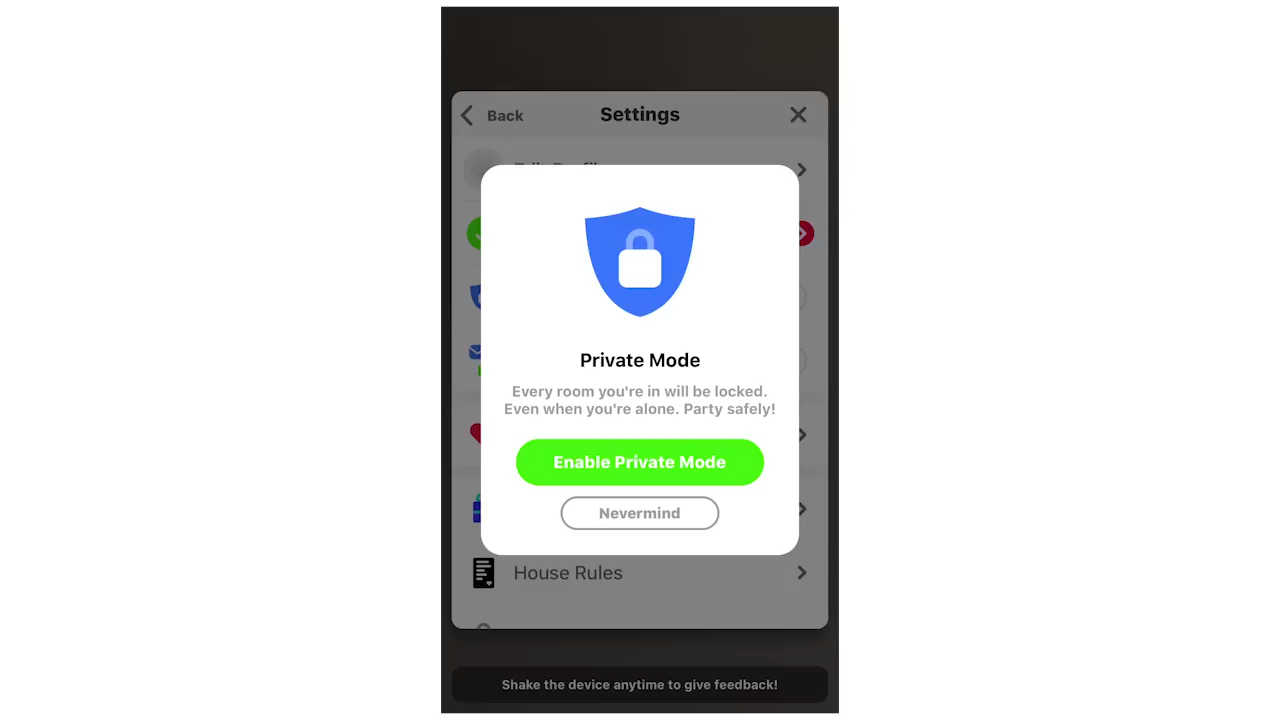 Back
Settings
Private Mode
Every room you're in will be locked.
Even when you're alone. Party safely!
Enable Private Mode
Nevermind
House Rules
Shake the device anytime to give feedback!